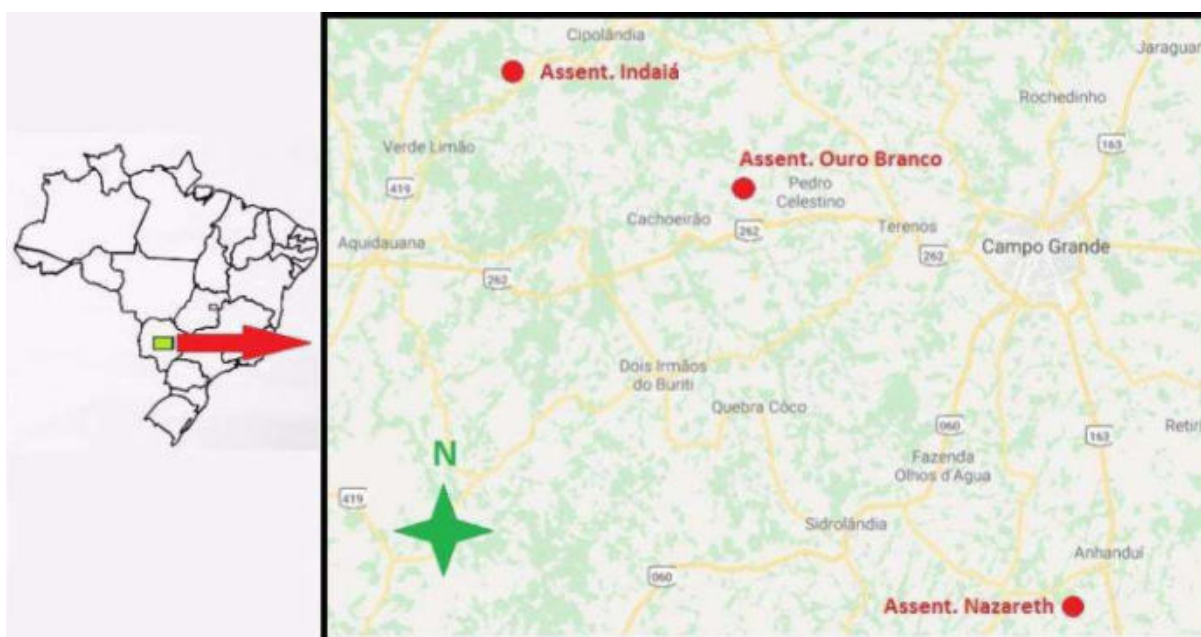 Cipolândia
Jaraguar
Assent. Indaiá
Rochedinho
Verde Limão
163
Assent. Ouro Branco
419
Pedro
Celestino
Cachoeirão
262
Terenos
Aquidauana
262
Campo Grande
262
Dois Irmãos
do Buriti
Quebra Côco
060
163
Retiri
N
Fazenda
Olhos d'Agua
419
Sidrolândia
Anhanduí
060
Assent. Nazareth